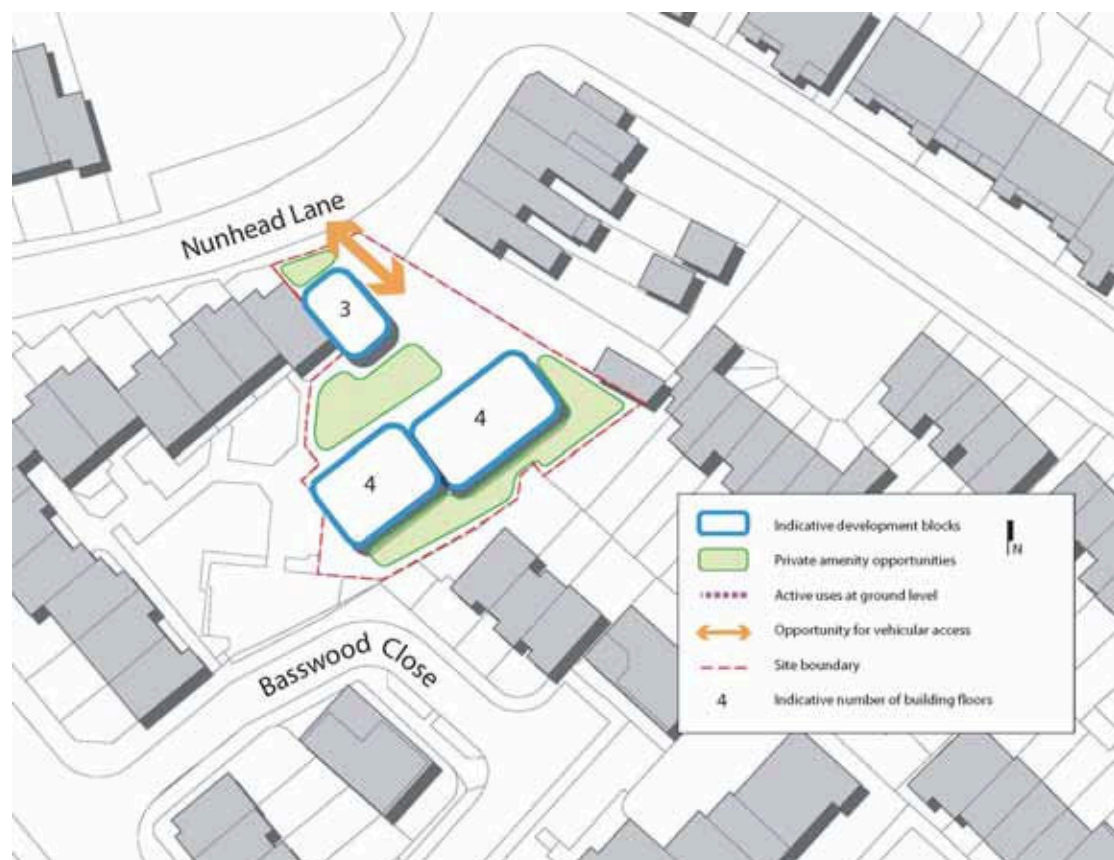 Nunhead Lane
3
4
4
Basswood Close
Indicative development blocks
N
Private amenity opportunities
Active uses at ground level
Opportunity for vehicular access
Site boundary
4 Indicative number of building floors